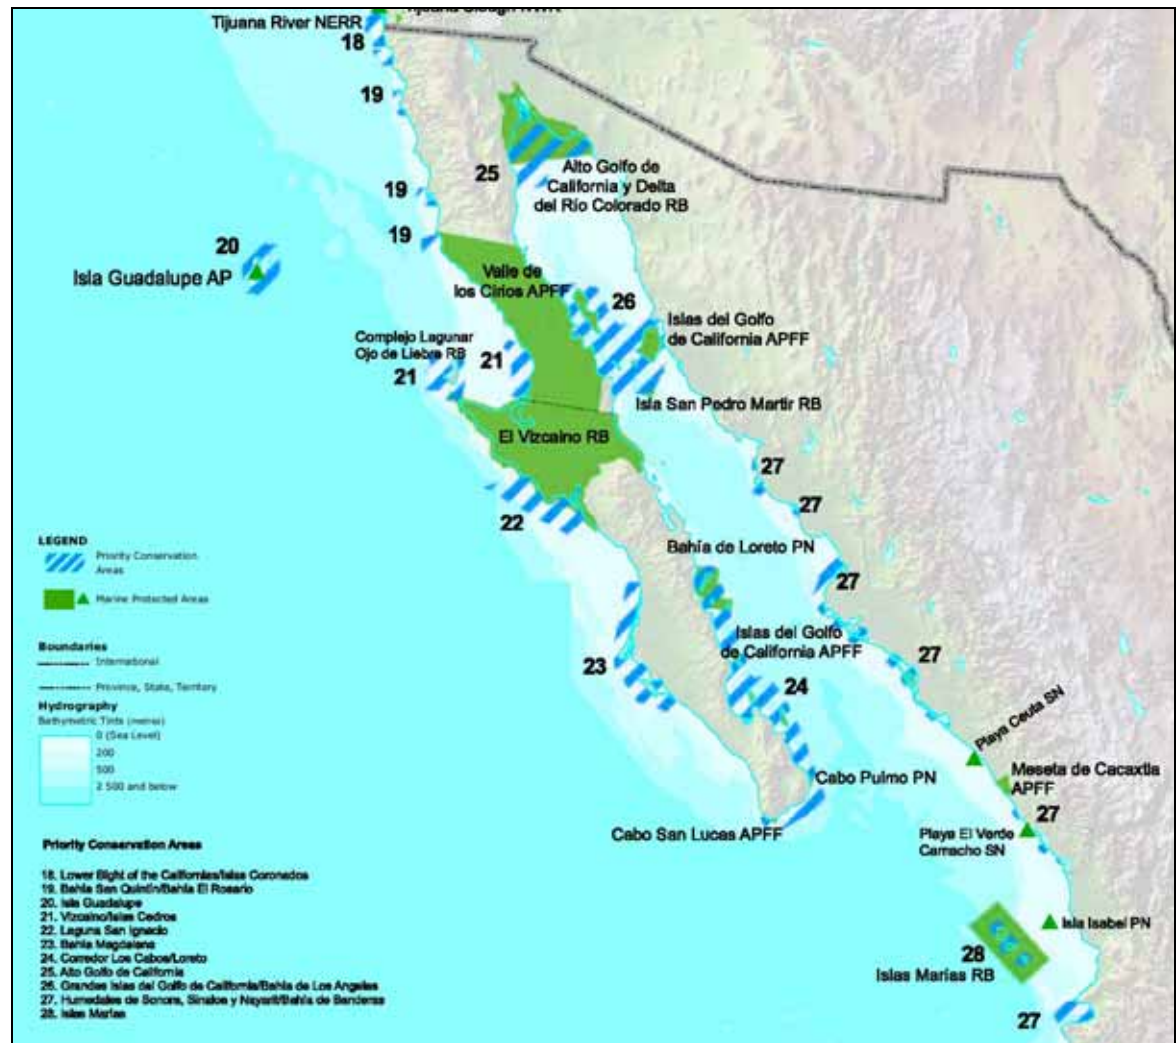 Tijuana Slough NWR
Tijuana River NERR
18
19
25
Alto Golfo de
California y Delta
del Río Colorado RB
19
19
20
Isla Guadalupe AP
Valle de
los Cirios APFF
26
Islas del Golfo
de California APFF
Complejo Lagunar
Ojo de Liebre RB
21
21
Isla San Pedro Martir RB
El Vizcaino RB
27
27
22
LEGEND
Priority Conservation
Areas
Marine Protected Areas
Bahía de Loreto PN
27
Boundaries
International
Province, State, Territory
Islas del Golfo
de California APFF
27
23
24
Hydrography
Bathymetric Tints (metres)
0 (Sea Level)
200
500
2 500 and below
Playa Ceuta SN
Meseta de Cacaxtla
APFF
Cabo Pulmo PN
27
Cabo San Lucas APFF
Playa El Verde
Camacho SN
Isla Isabel PN
28
Islas Marías RB
27
Priority Conservation Areas
18. Lower Bight of the Californias/Islas Coronados
19. Bahía San Quintín/Bahía El Rosario
20. Isla Guadalupe
21. Vizcaíno/Islas Cedros
22. Laguna San Ignacio
23. Bahía Magdalena
24. Corredor Los Cabos/Loreto
25. Alto Golfo de California
26. Grandes Islas del Golfo de California/Bahía de Los Angeles
27. Humedales de Sonora, Sinaloa y Nayarit/Bahía de Banderas
28. Islas Marías